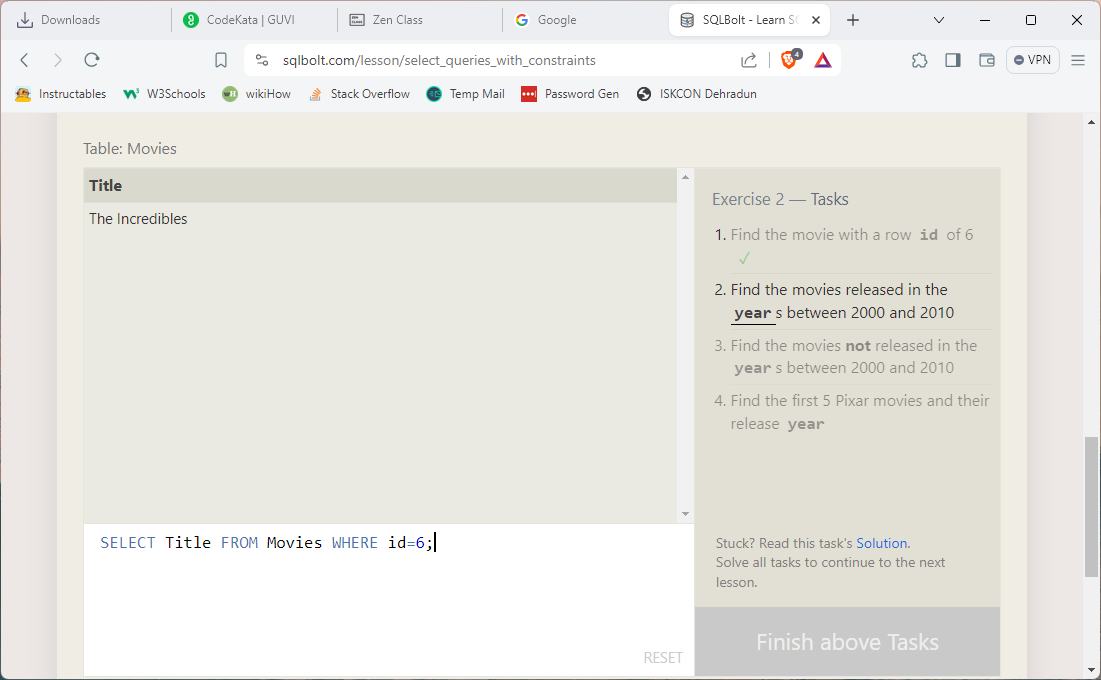 Downloads
CodeKata | GUVI
Zen Class
Google
SQLBolt - Learn S
sqlbolt.com/lesson/select_queries_with_constraints
4
VPN
Instructables
W3Schools
wikiHow
Stack Overflow
Temp Mail
Password Gen
ISKCON Dehradun
Table: Movies
Title
The Incredibles
SELECT Title FROM Movies WHERE id=6;
RESET
Exercise 2 — Tasks
1. Find the movie with a row id of 6
✓
2. Find the movies released in the
year s between 2000 and 2010
3. Find the movies not released in the
year s between 2000 and 2010
4. Find the first 5 Pixar movies and their
release year
Stuck? Read this task's Solution.
Solve all tasks to continue to the next
lesson.
Finish above Tasks